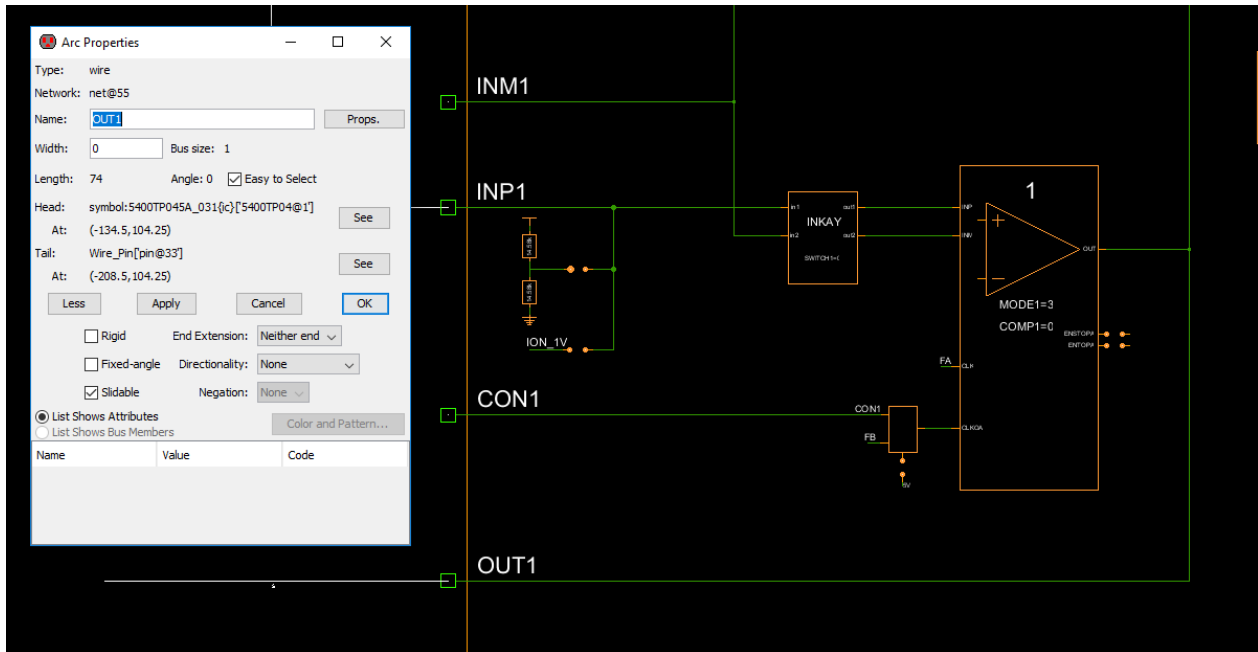 Arc Properties
Type: wire
Network: net@55
Name: OUT1 Props.
Width: 0 Bus size: 1
Length: 74 Angle: 0 Easy to Select
Head: symbol:5400TP045A_031{ic}['5400TP04@1'] See
At: (-134.5,104.25)
Tail: Wire_Pin['pin@33'] See
At: (-208.5,104.25)
Less Apply Cancel OK
Rigid End Extension: Neither end
Fixed-angle Directionality: None
Slidable Negation: None
List Shows Attributes
List Shows Bus Members
Color and Pattern...
Name Value Code
INM1
INP1
ION_1V
CON1
OUT1
in1 out1
INKAY
in2 out2
SWITCH1=0
1
INP
INM
OUT
MODE1=3
COMP1=0
ENSTOP#
ENTOP#
FA
CLK
CON1
FB
CLKGA